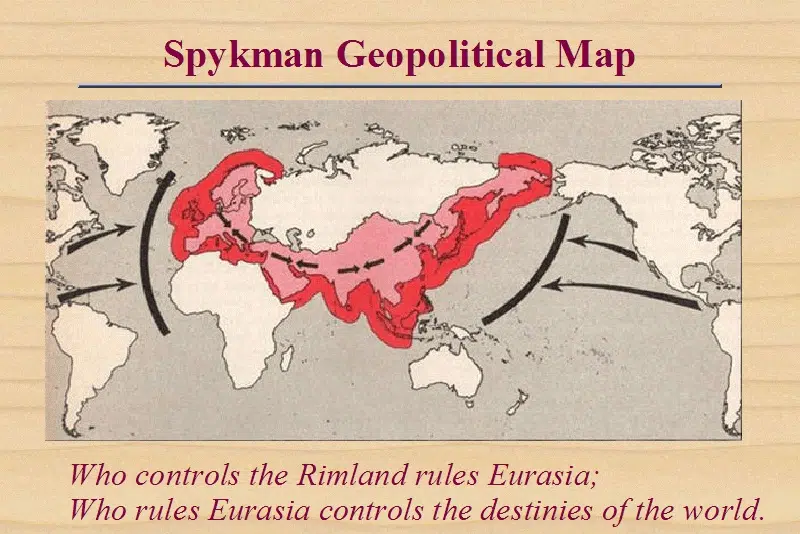 Spykman Geopolitical Map
Who controls the Rimland rules Eurasia;
Who rules Eurasia controls the destinies of the world.